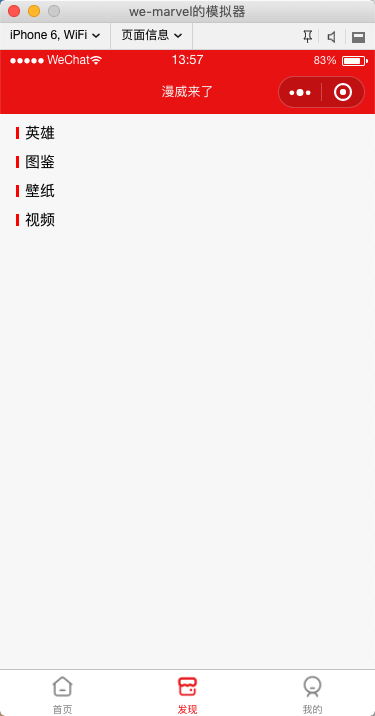 we-marvel的模拟器
iPhone 6, WiFi 页面信息
WeChat 13:57 83%
漫威来了
英雄
图鉴
壁纸
视频
首页 发现 我的